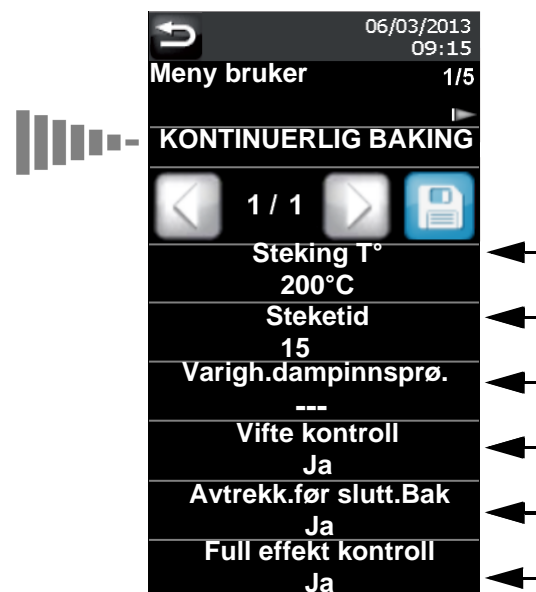 06/03/2013
09:15
Meny bruker 1/5
KONTINUERLIG BAKING
1 / 1
Steking T°
200°C
Steketid
15
Varigh.dampinnsprø.
---
Vifte kontroll
Ja
Avtrekk.før slutt.Bak
Ja
Full effekt kontroll
Ja